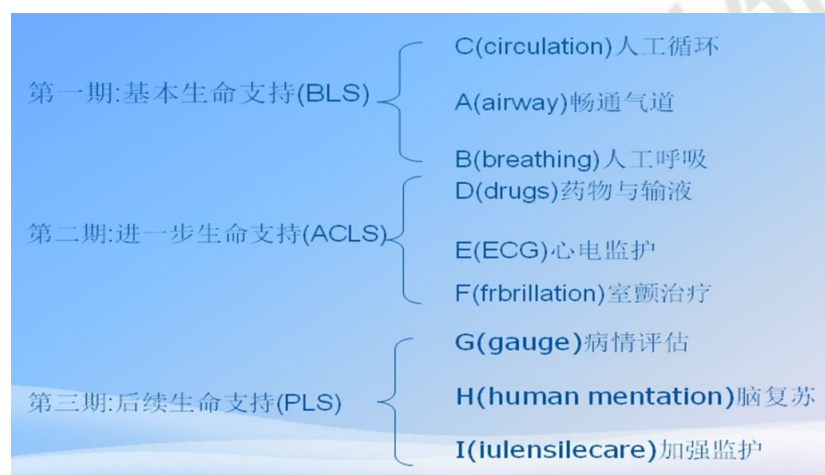 第一期:基本生命支持(BLS)
C(circulation)人工循环
A(airway)畅通气道
B(breathing)人工呼吸
第二期:进一步生命支持(ACLS)
D(drugs)药物与输液
E(ECG)心电监护
F(frbrillation)室颤治疗
第三期:后续生命支持(PLS)
G(gauge)病情评估
H(human mentation)脑复苏
I(iulensilecare)加强监护